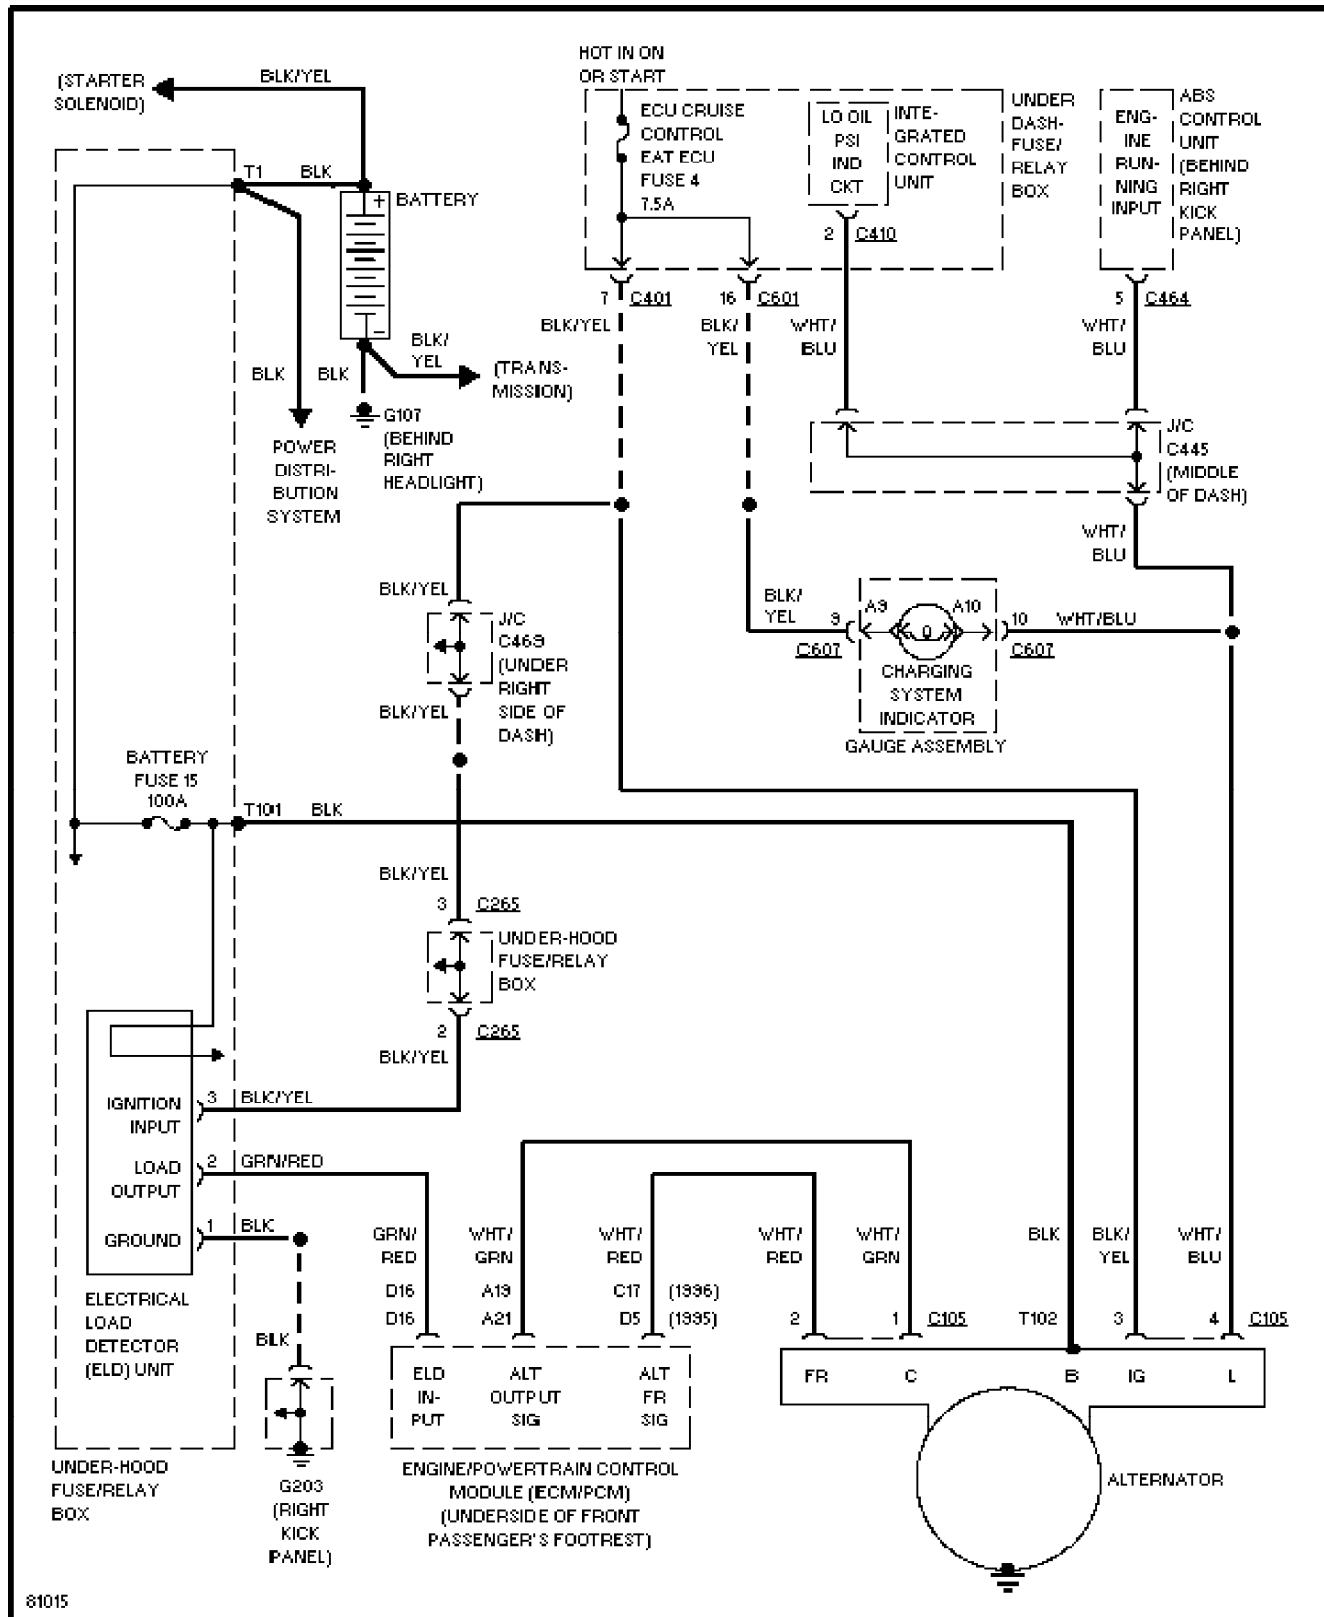 HOT IN ON
OR START
(STARTER
SOLENOID)
BLK/YEL
T1
BLK
+
BATTERY
-
BLK/
YEL
(TRANS-
MISSION)
BLK
BLK
G107
(BEHIND
RIGHT
HEADLIGHT)
POWER
DISTRI-
BUTION
SYSTEM
ECU CRUISE
CONTROL
EAT ECU
FUSE 4
7.5A
LO OIL
PSI
IND
CKT
INTE-
GRATED
CONTROL
UNIT
UNDER
DASH-
FUSE/
RELAY
BOX
ENG-
INE
RUN-
NING
INPUT
ABS
CONTROL
UNIT
(BEHIND
RIGHT
KICK
PANEL)
2 C410
7 C401
16 C601
5 C464
BLK/YEL
BLK/
YEL
WHT/
BLU
WHT/
BLU
J/C
C445
(MIDDLE
OF DASH)
WHT/
BLU
BLK/YEL
J/C
C469
(UNDER
RIGHT
SIDE OF
DASH)
BLK/YEL
BLK/
YEL
9
C607
A9
A10
10
C607
WHT/BLU
CHARGING
SYSTEM
INDICATOR
GAUGE ASSEMBLY
BATTERY
FUSE 15
100A
T101
BLK
BLK/YEL
3 C265
UNDER-HOOD
FUSE/RELAY
BOX
2 C265
BLK/YEL
IGNITION
INPUT
3 BLK/YEL
LOAD
OUTPUT
2 GRN/RED
GROUND
1 BLK
ELECTRICAL
LOAD
DETECTOR
(ELD) UNIT
BLK
G203
(RIGHT
KICK
PANEL)
UNDER-HOOD
FUSE/RELAY
BOX
GRN/
RED
WHT/
GRN
WHT/
RED
WHT/
RED
WHT/
GRN
BLK
BLK/
YEL
WHT/
BLU
D16 A19 C17 (1996)
D16 A21 D5 (1995)
2 1 C105 T102 3 4 C105
ELD
IN-
PUT
ALT
OUTPUT
SIG
ALT
FR
SIG
FR C B IG L
ENGINE/POWERTRAIN CONTROL
MODULE (ECM/PCM)
(UNDERSIDE OF FRONT
PASSENGER'S FOOTREST)
ALTERNATOR
81015